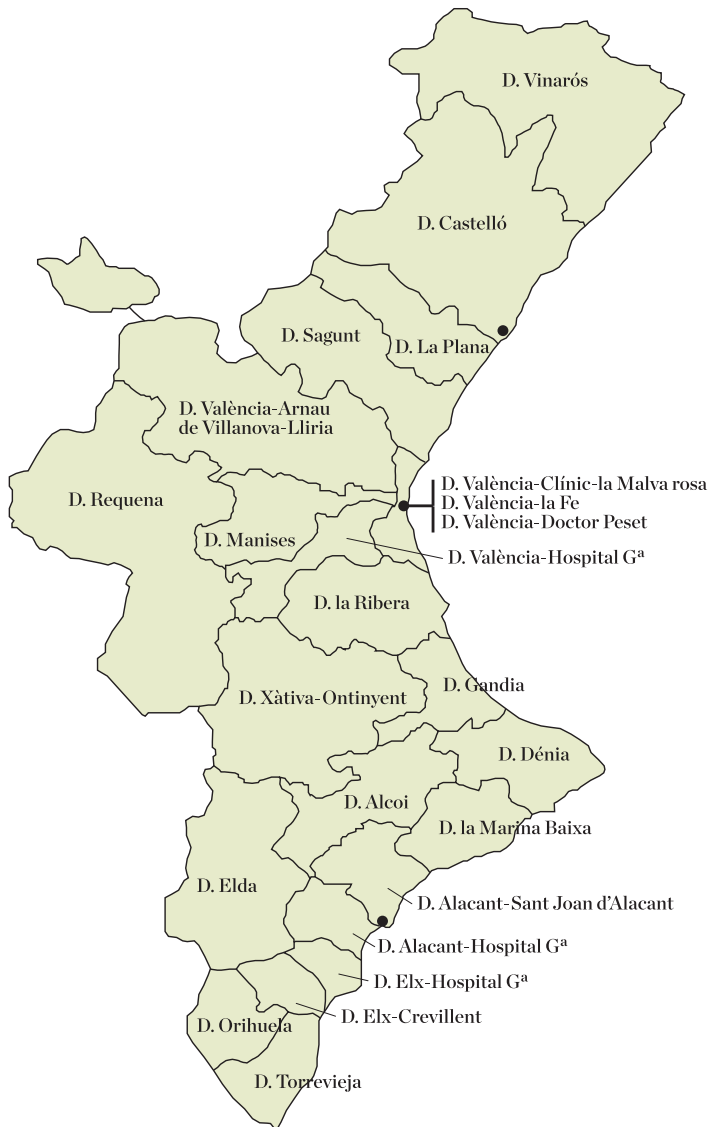 D. Vinarós
D. Castelló
D. Sagunt
D. La Plana
D. València-Arnau
de Villanova-Lliria
D. Requena
D. València-Clínic-la Malva rosa
D. València-la Fe
D. València-Doctor Peset
D. Manises
D. València-Hospital Gª
D. la Ribera
D. Gandia
D. Xàtiva-Ontinyent
D. Dénia
D. Alcoi
D. la Marina Baixa
D. Elda
D. Alacant-Sant Joan d’Alacant
D. Alacant-Hospital Gª
D. Elx-Hospital Gª
D. Elx-Crevillent
D. Orihuela
D. Torrevieja